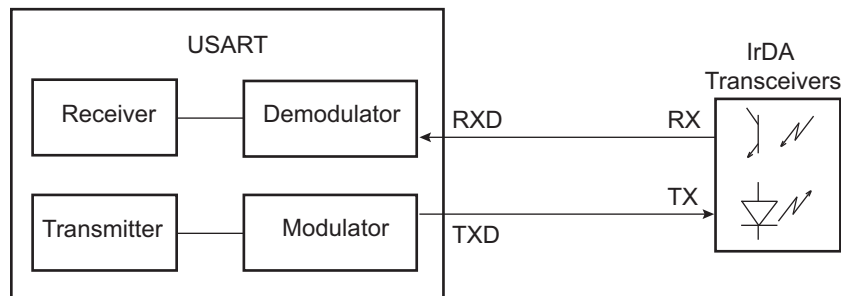 USART
IrDA
Transceivers
Receiver
Demodulator
RXD
RX
Transmitter
Modulator
TXD
TX